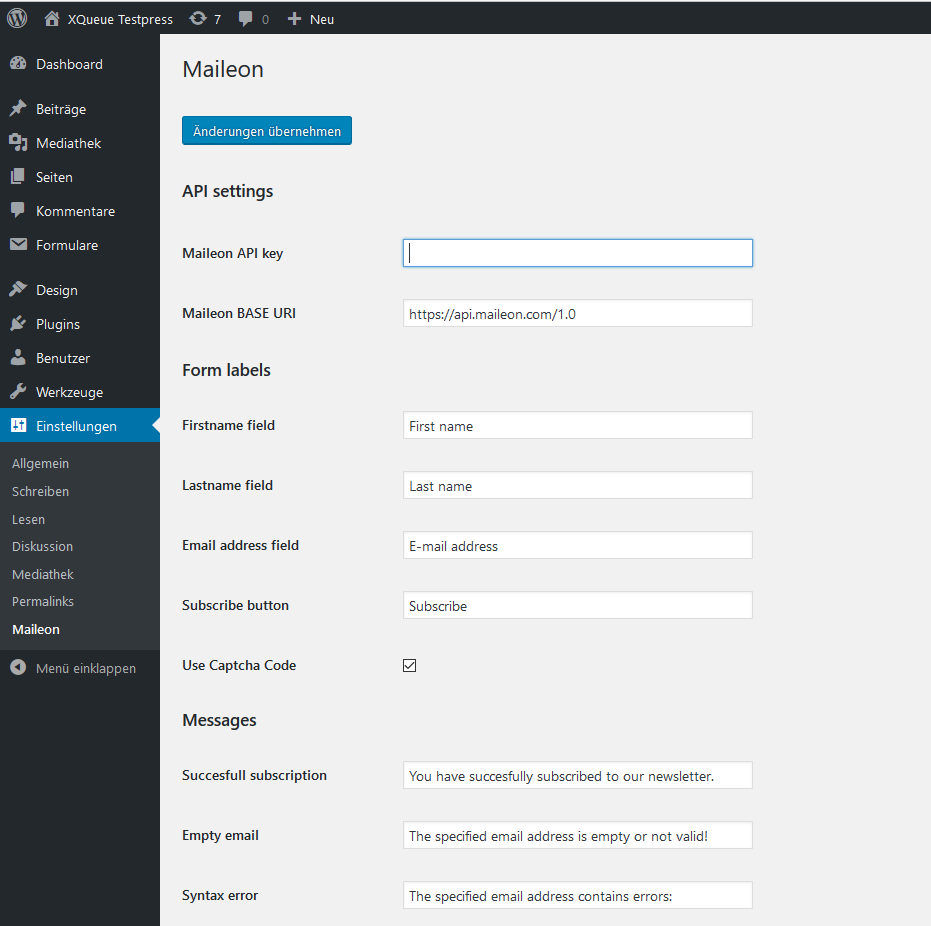 XQueue Testpress 7 0 Neu
Dashboard
Beiträge
Mediathek
Seiten
Kommentare
Formulare
Design
Plugins
Benutzer
Werkzeuge
Einstellungen
Allgemein
Schreiben
Lesen
Diskussion
Mediathek
Permalinks
Maileon
Menü einklappen
Maileon
Änderungen übernehmen
API settings
Maileon API key
Maileon BASE URI https://api.maileon.com/1.0
Form labels
Firstname field First name
Lastname field Last name
Email address field E-mail address
Subscribe button Subscribe
Use Captcha Code
Messages
Succesfull subscription You have succesfully subscribed to our newsletter.
Empty email The specified email address is empty or not valid!
Syntax error The specified email address contains errors: